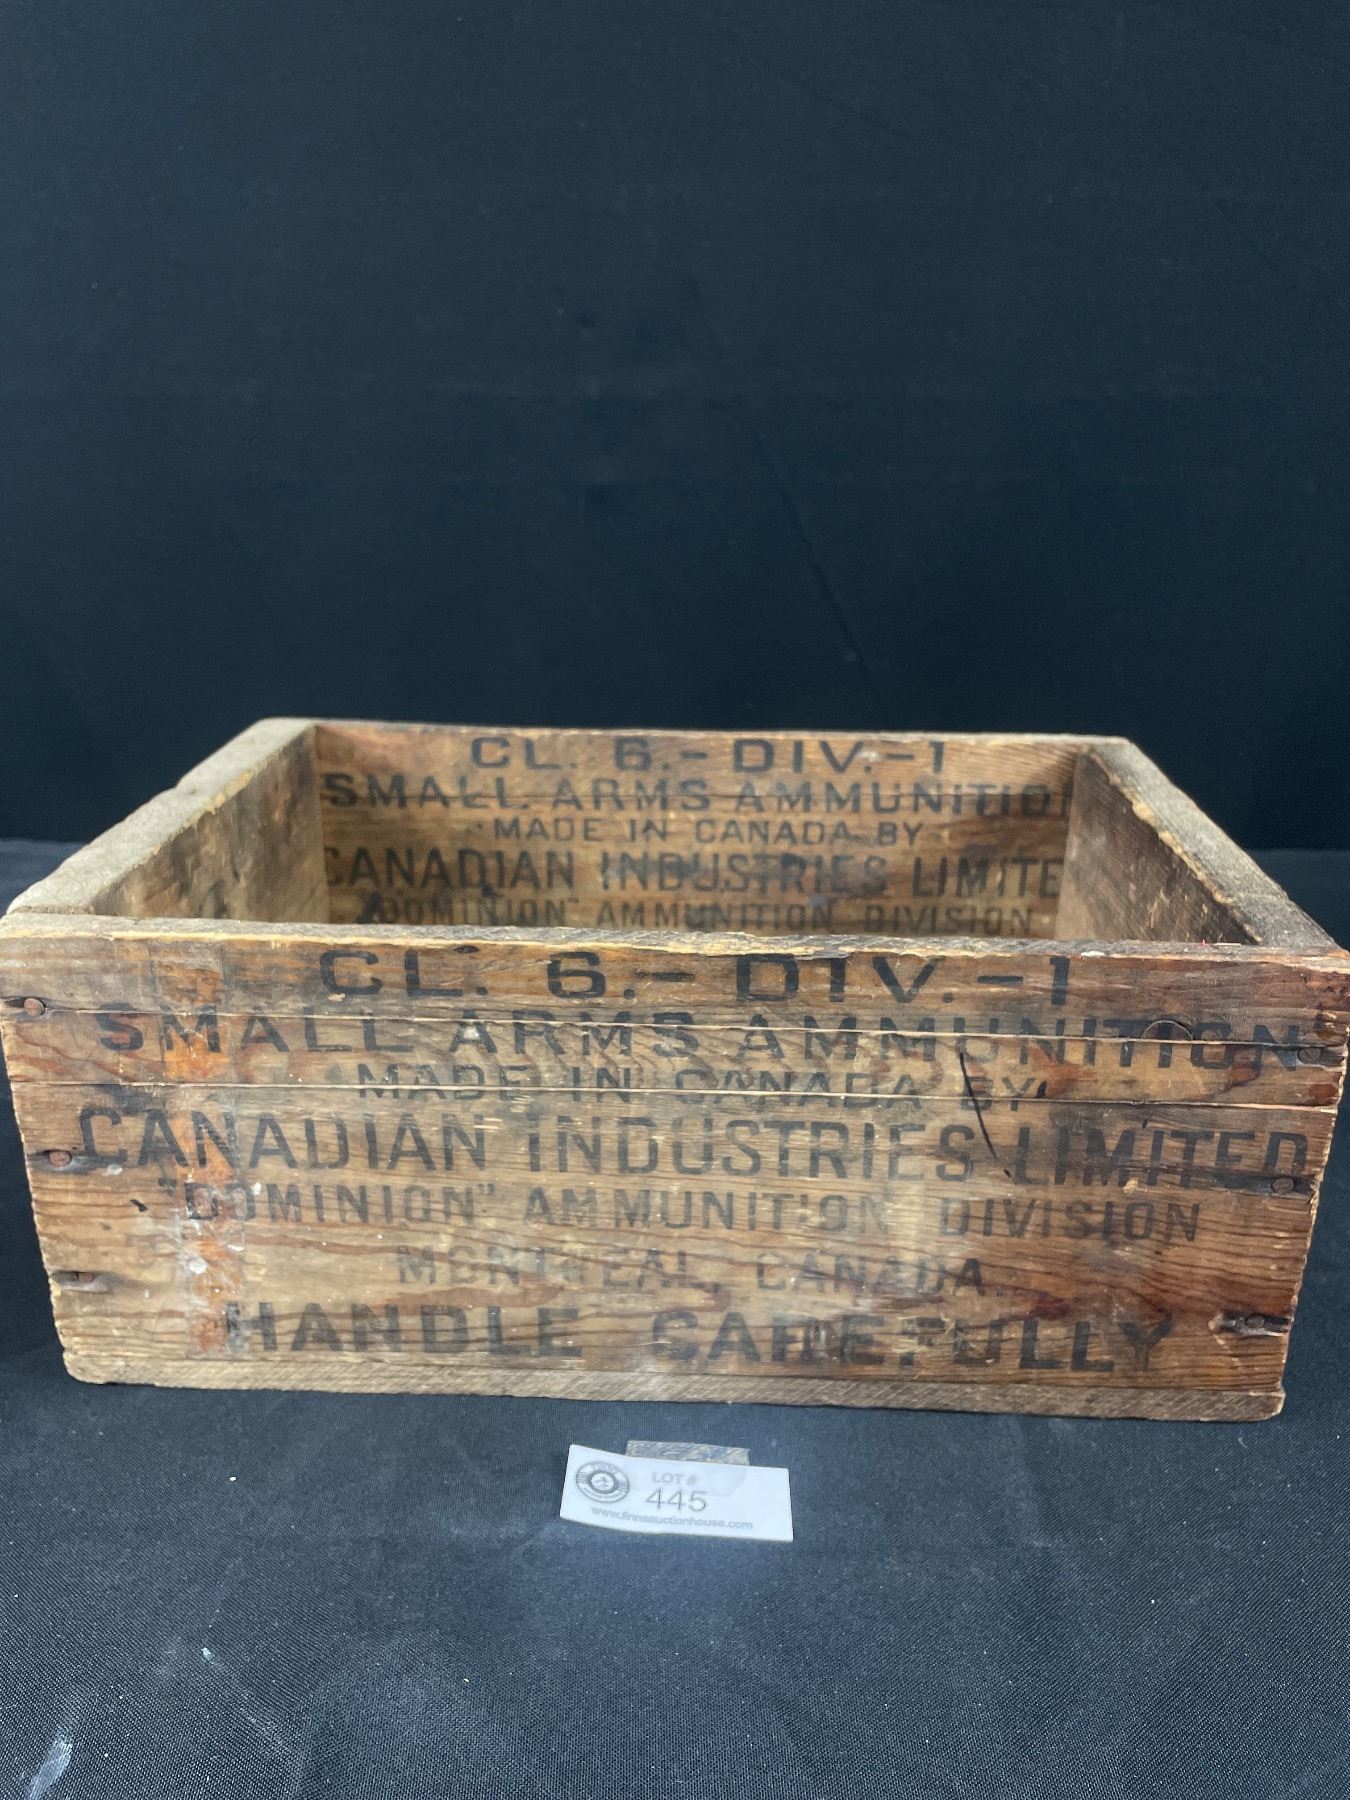 CL. 6.-DIV.-1
SMALL ARMS AMMUNITION
MADE IN CANADA BY
CANADIAN INDUSTRIES LIMITE
"DOMINION" AMMUNITION DIVISION
CL. 6.-DIV.-1
SMALL ARMS AMMUNITION
MADE IN CANADA BY
CANADIAN INDUSTRIES LIMITED
"DOMINION" AMMUNITION DIVISION
MONTREAL, CANADA.
HANDLE CAREFULLY
LOT #
445
www.finnsauctionhouse.com